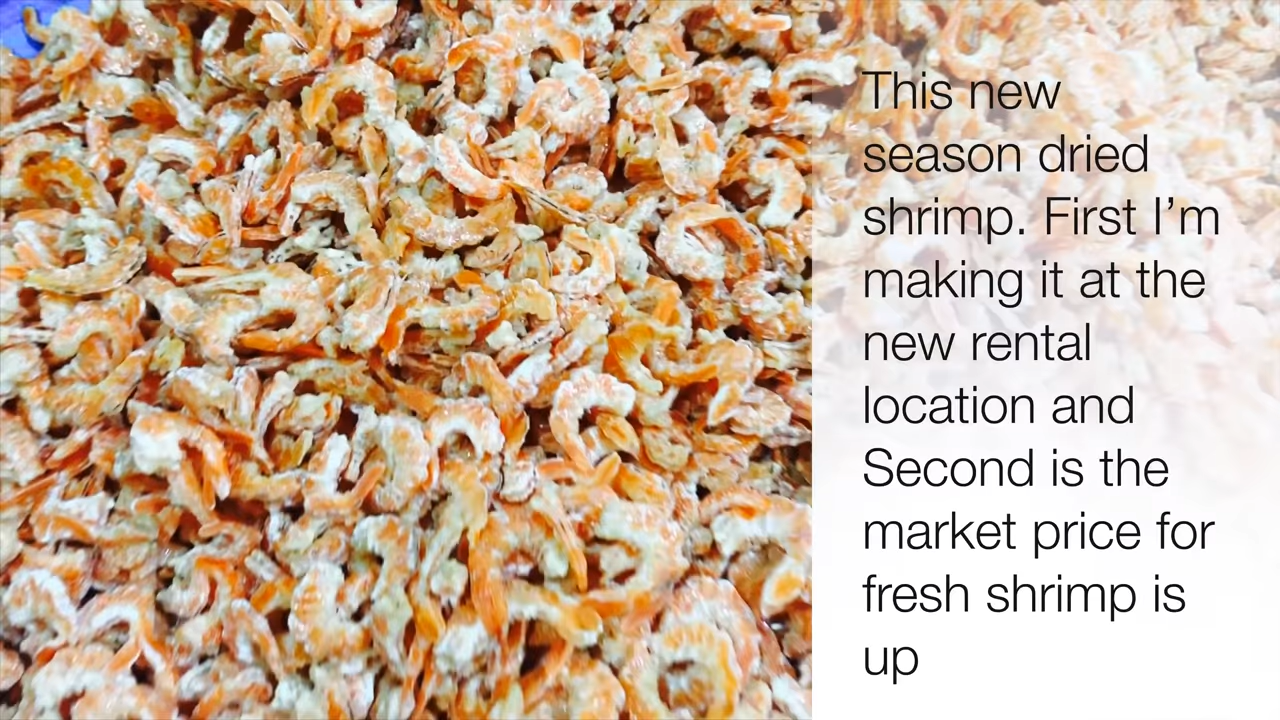 This new
season dried
shrimp. First I’m
making it at the
new rental
location and
Second is the
market price for
fresh shrimp is
up